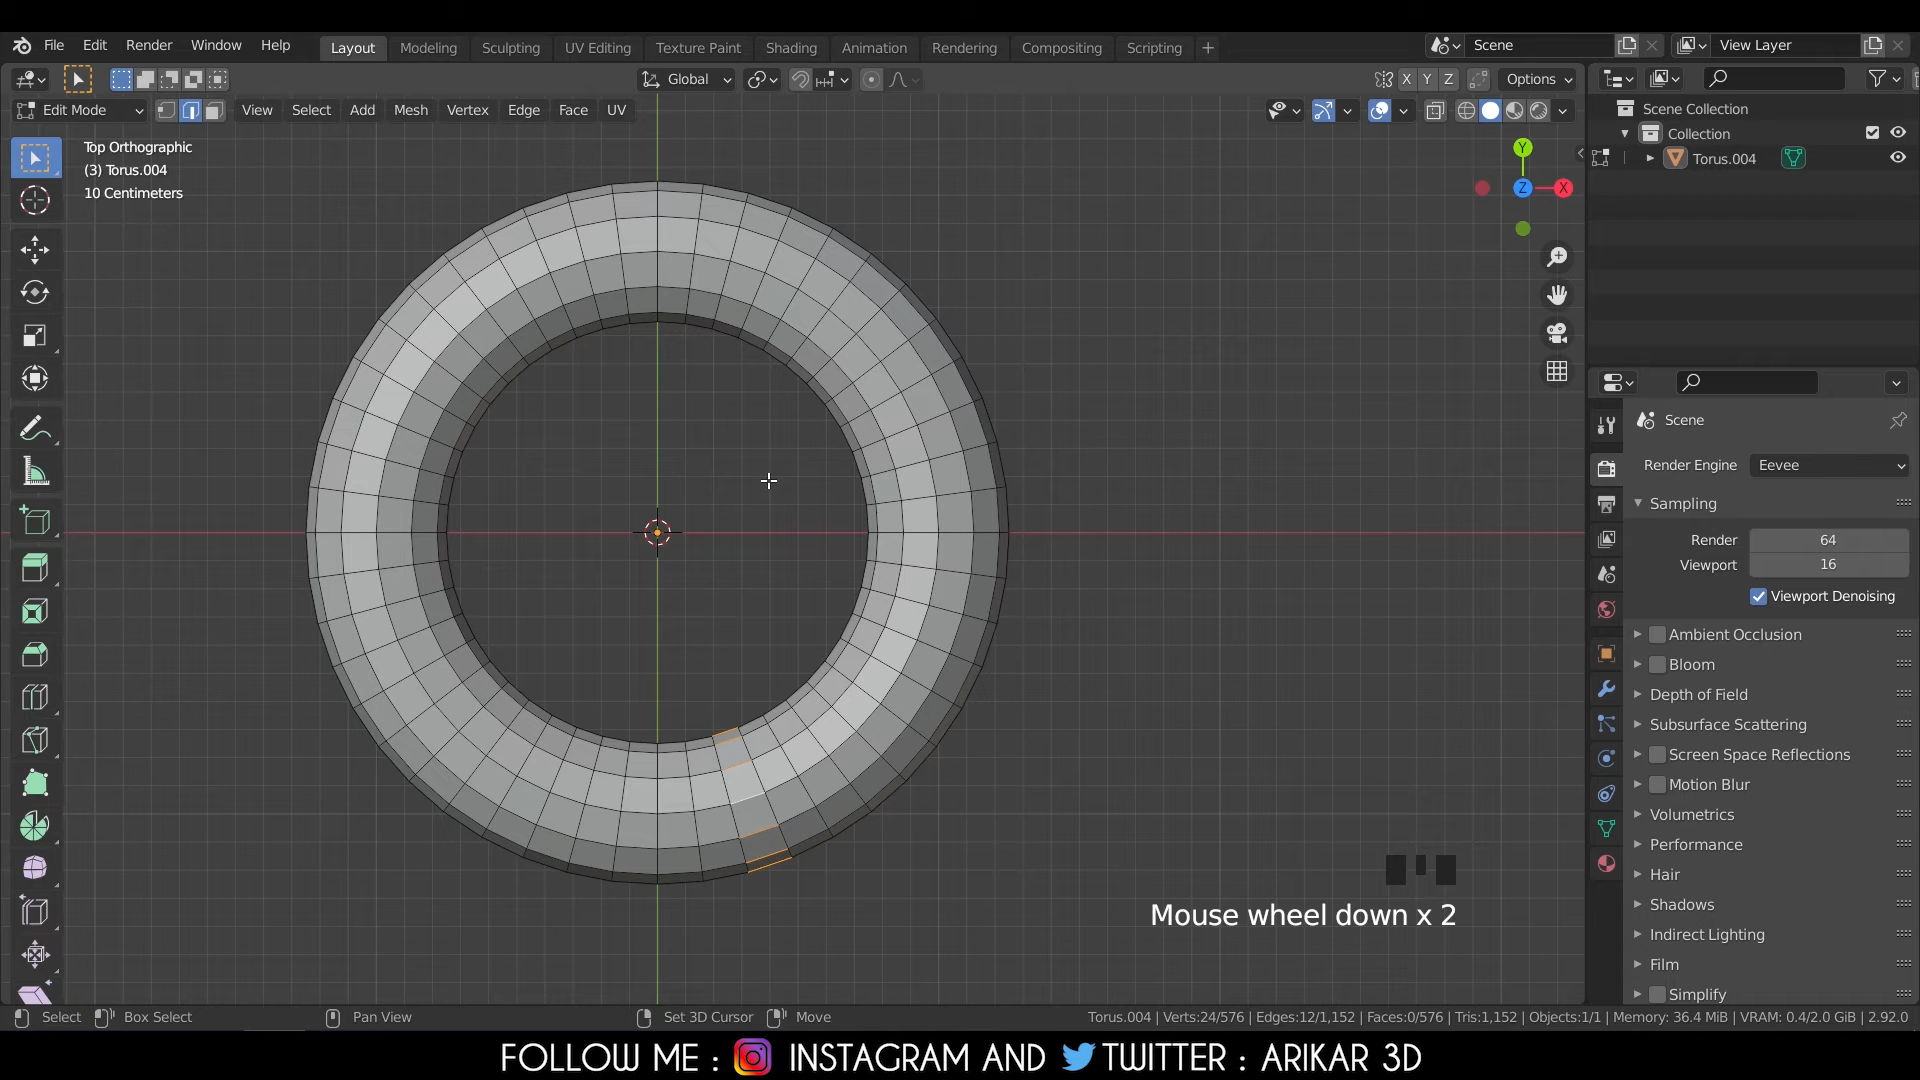 File Edit Render Window Help Layout Modeling Sculpting UV Editing Texture Paint Shading Animation Rendering Compositing Scripting + Scene View Layer
Global X Y Z Options
Edit Mode View Select Add Mesh Vertex Edge Face UV
Top Orthographic
(3) Torus.004
10 Centimeters
Y
Z X
Scene Collection
Collection
Torus.004
Scene
Render Engine Eevee
Sampling
Render 64
Viewport 16
Viewport Denoising
Ambient Occlusion
Bloom
Depth of Field
Subsurface Scattering
Screen Space Reflections
Motion Blur
Volumetrics
Performance
Hair
Shadows
Indirect Lighting
Film
Simplify
Mouse wheel down x 2
Select Box Select Pan View Set 3D Cursor Move Torus.004 | Verts:24/576 | Edges:12/1,152 | Faces:0/576 | Tris:1,152 | Objects:1/1 | Memory: 36.4 MiB | VRAM: 0.4/2.0 GiB | 2.92.0
FOLLOW ME : INSTAGRAM AND TWITTER : ARIKAR 3D